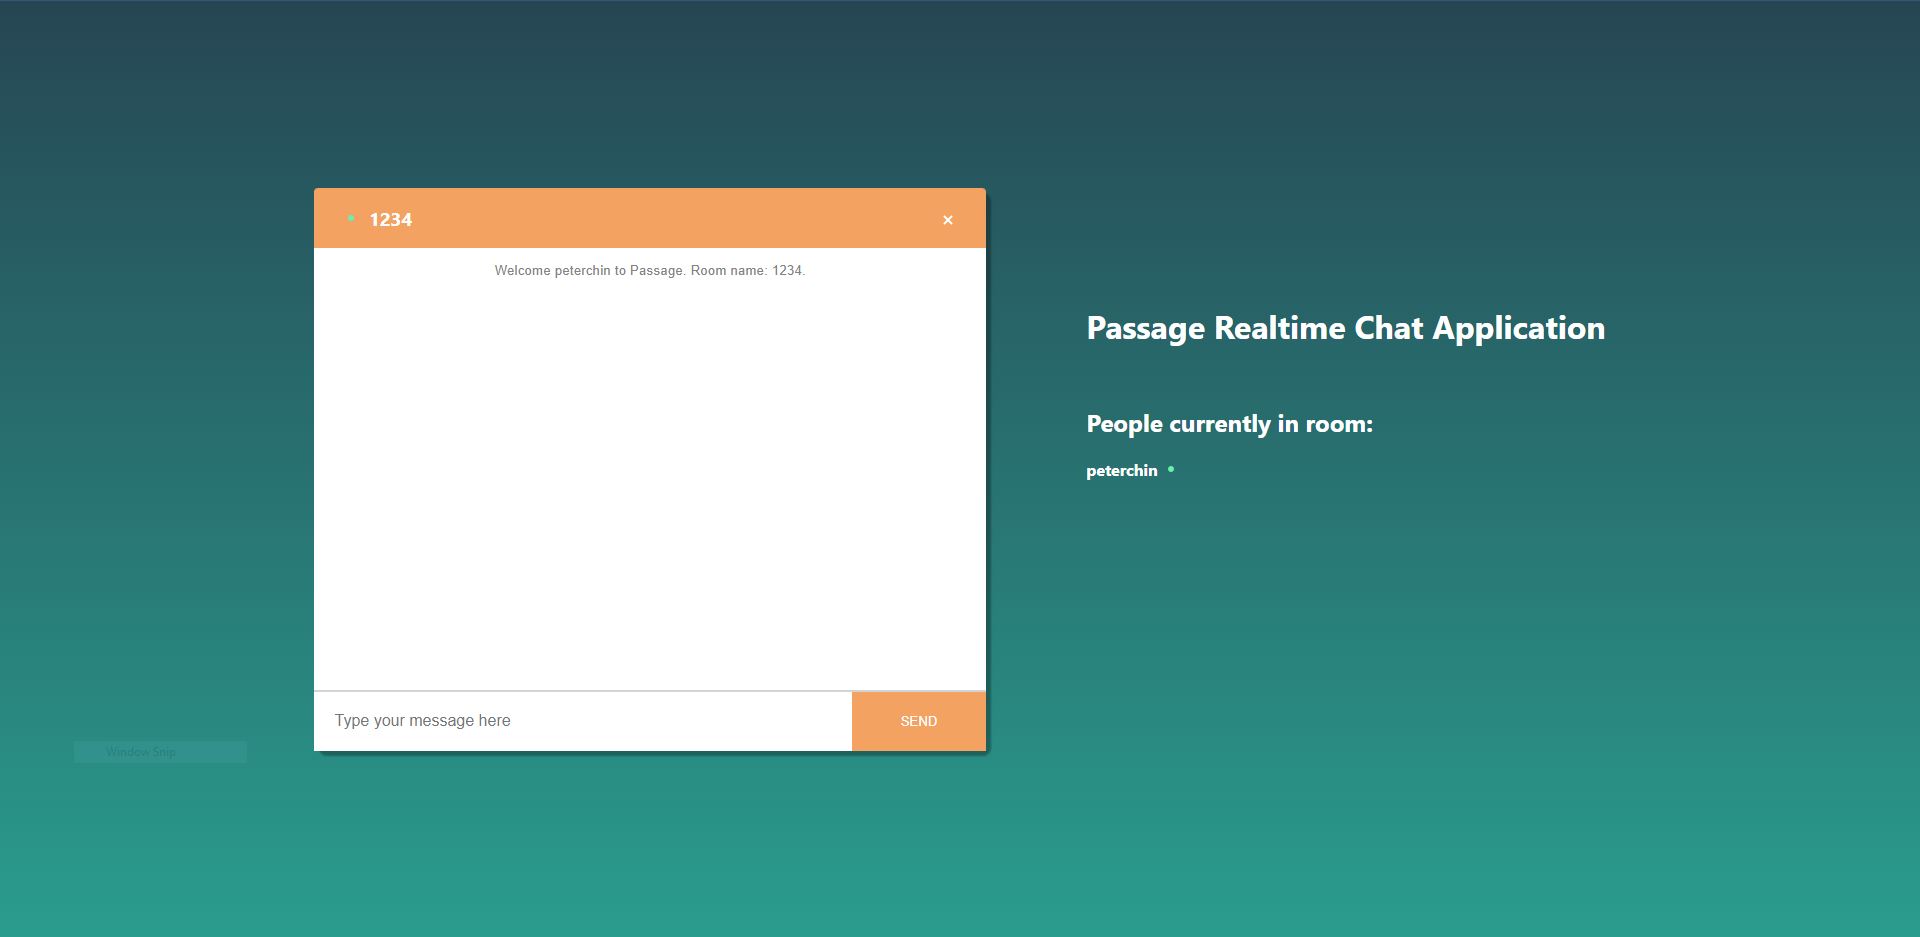 1234
×
Welcome peterchin to Passage. Room name: 1234.
Type your message here
SEND
Passage Realtime Chat Application
People currently in room:
peterchin
Window Snip